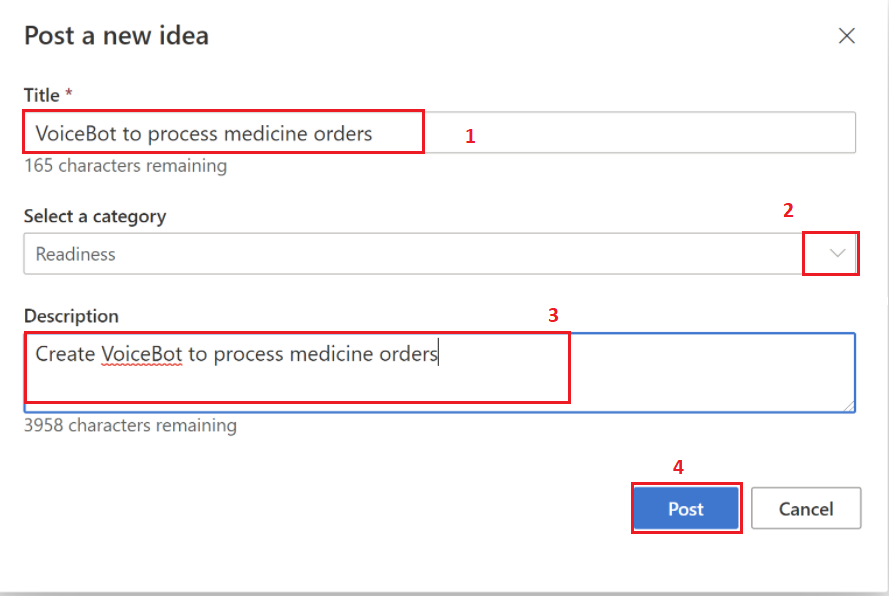 Post a new idea
Title *
VoiceBot to process medicine orders
1
165 characters remaining
Select a category
2
Readiness
Description
3
Create VoiceBot to process medicine orders
3958 characters remaining
4
Post
Cancel